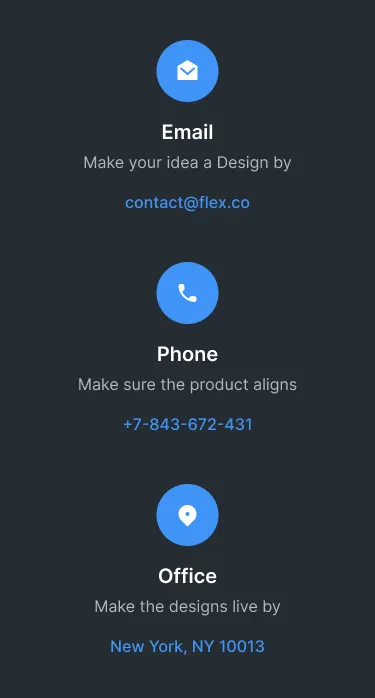 Email
Make your idea a Design by
contact@flex.co
Phone
Make sure the product aligns
+7-843-672-431
Office
Make the designs live by
New York, NY 10013